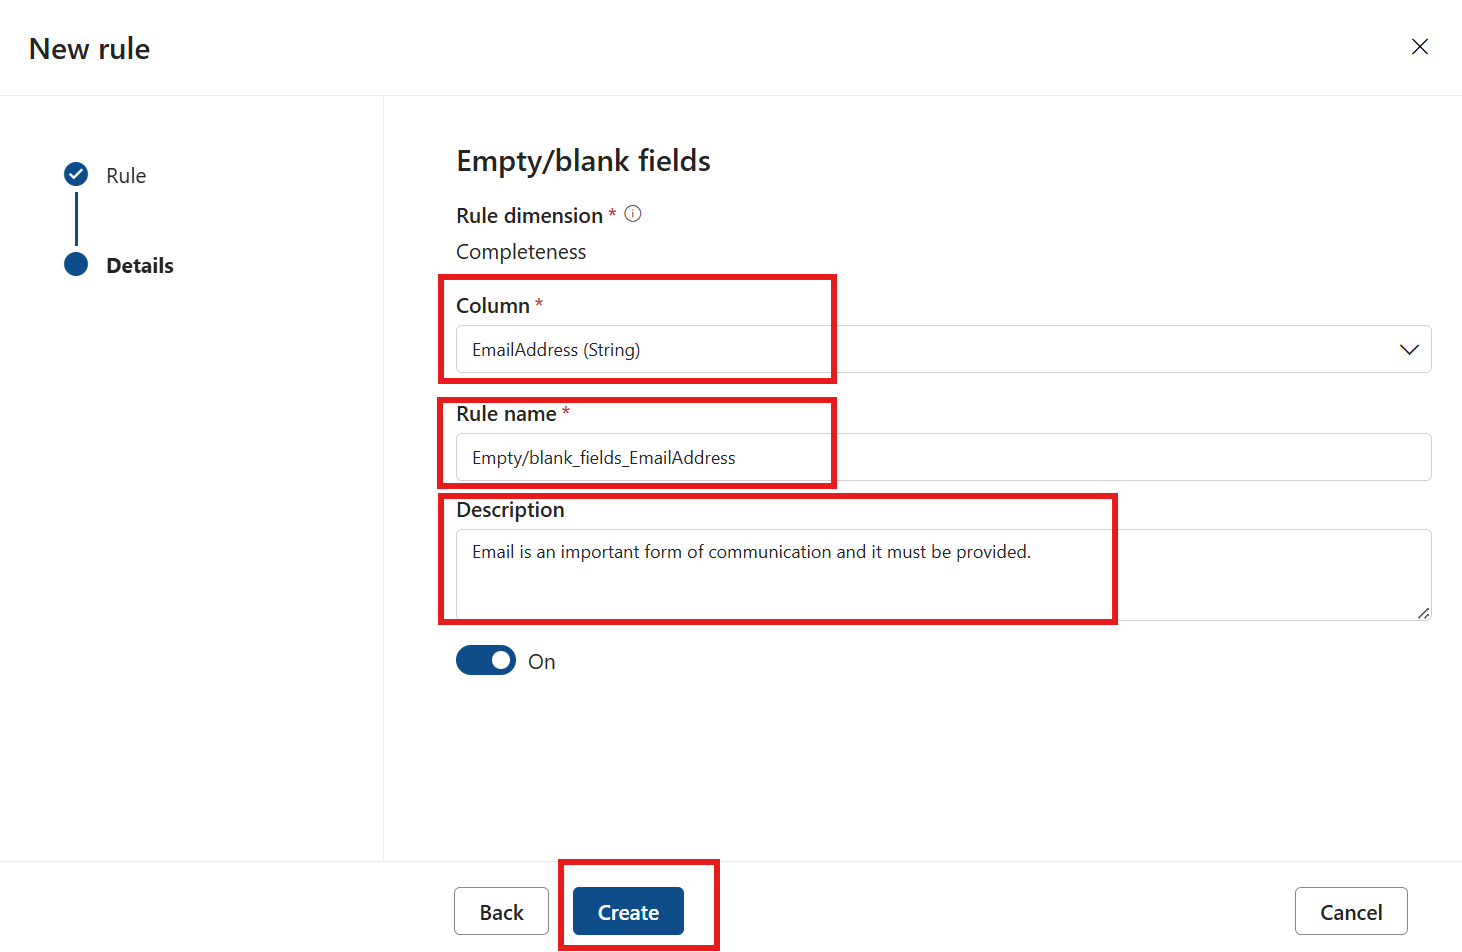 New rule
Rule
Details
Empty/blank fields
Rule dimension *
Completeness
Column *
EmailAddress (String)
Rule name *
Empty/blank_fields_EmailAddress
Description
Email is an important form of communication and it must be provided.
On
Back
Create
Cancel